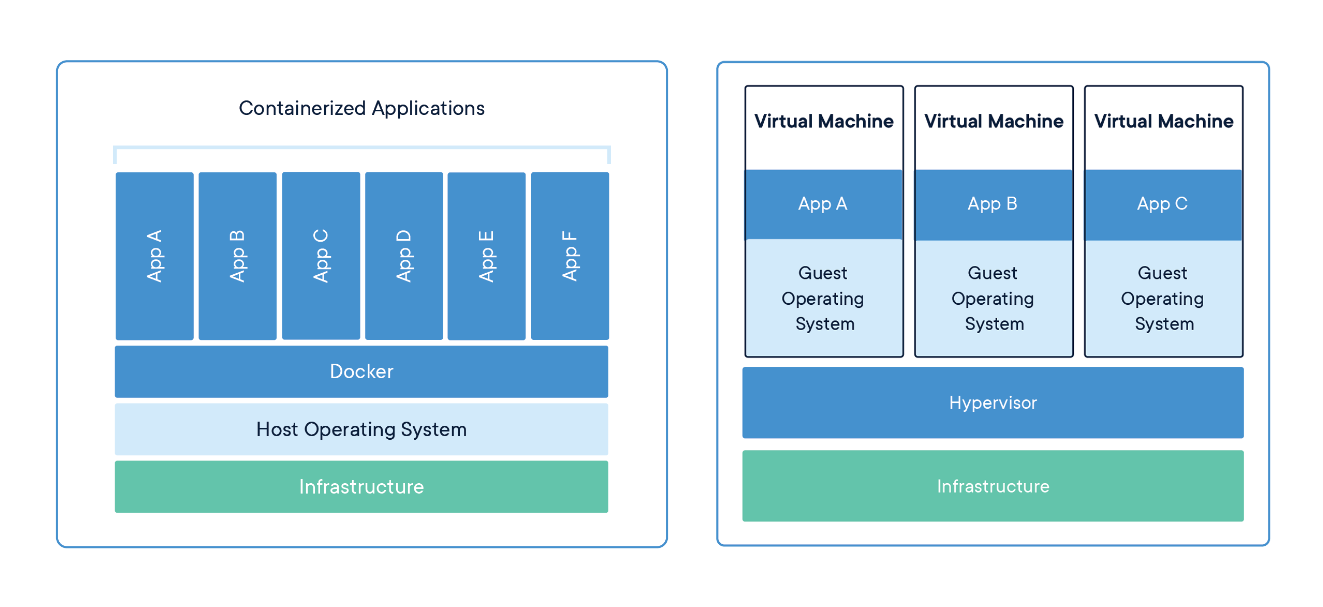 Containerized Applications
App A
App B
App C
App D
App E
App F
Docker
Host Operating System
Infrastructure
Virtual Machine
App A
Guest
Operating
System
Virtual Machine
App B
Guest
Operating
System
Virtual Machine
App C
Guest
Operating
System
Hypervisor
Infrastructure